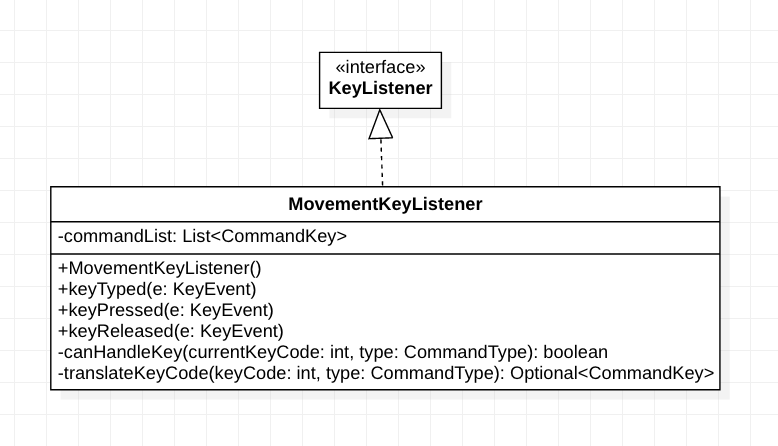 «interface»
KeyListener
MovementKeyListener
-commandList: List<CommandKey>
+MovementKeyListener()
+keyTyped(e: KeyEvent)
+keyPressed(e: KeyEvent)
+keyReleased(e: KeyEvent)
-canHandleKey(currentKeyCode: int, type: CommandType): boolean
-translateKeyCode(keyCode: int, type: CommandType): Optional<CommandKey>